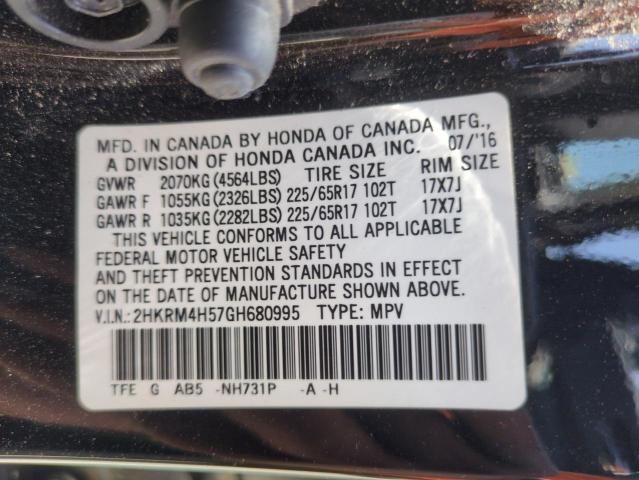 MFD. IN CANADA BY HONDA OF CANADA MFG.,
A DIVISION OF HONDA CANADA INC. 07/'16
GVWR 2070KG (4564LBS) TIRE SIZE RIM SIZE
GAWR F 1055KG (2326LBS) 225/65R17 102T 17X7J
GAWR R 1035KG (2282LBS) 225/65R17 102T 17X7J
THIS VEHICLE CONFORMS TO ALL APPLICABLE
FEDERAL MOTOR VEHICLE SAFETY
AND THEFT PREVENTION STANDARDS IN EFFECT
ON THE DATE OF MANUFACTURE SHOWN ABOVE.
V.I.N.: 2HKRM4H57GH680995 TYPE: MPV
TFE G AB5 -NH731P -A -H